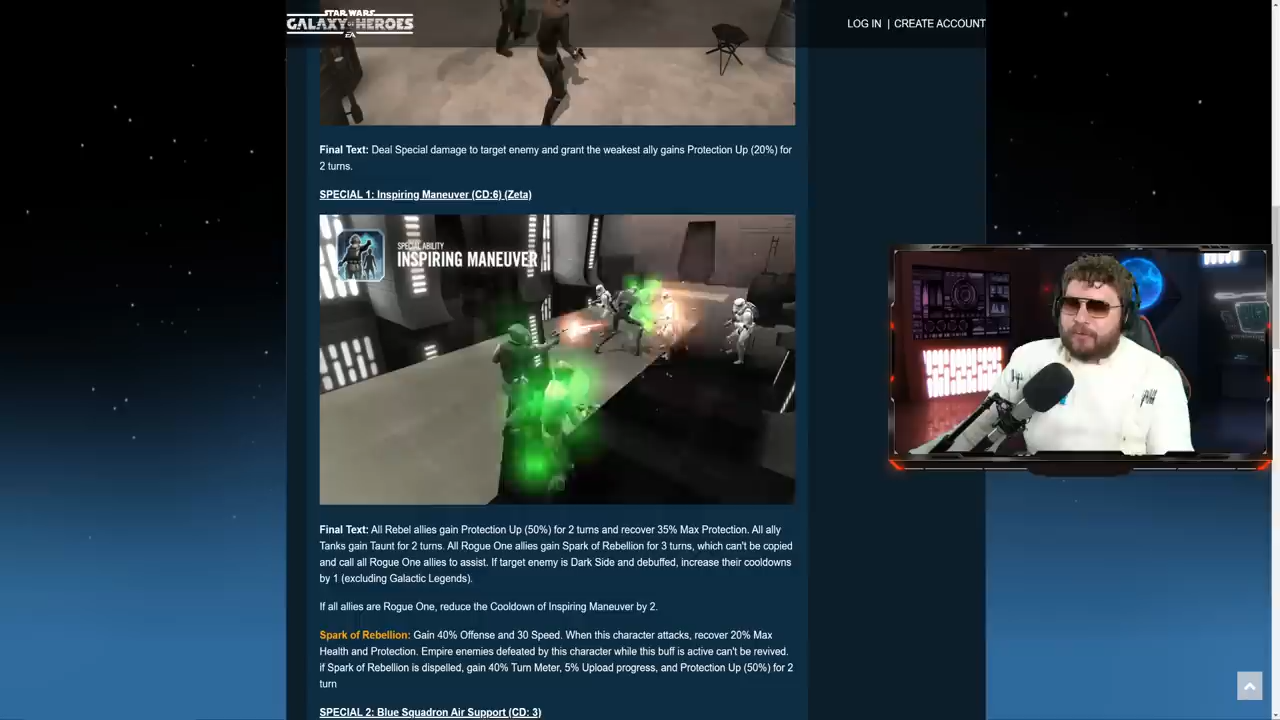 STAR WARS
GALAXY OF HEROES
EA
LOG IN | CREATE ACCOUNT
Final Text: Deal Special damage to target enemy and grant the weakest ally gains Protection Up (20%) for
2 turns.
SPECIAL 1: Inspiring Maneuver (CD:6) (Zeta)
SPECIAL ABILITY
INSPIRING MANEUVER
Final Text: All Rebel allies gain Protection Up (50%) for 2 turns and recover 35% Max Protection. All ally
Tanks gain Taunt for 2 turns. All Rogue One allies gain Spark of Rebellion for 3 turns, which can't be copied
and call all Rogue One allies to assist. If target enemy is Dark Side and debuffed, increase their cooldowns
by 1 (excluding Galactic Legends).
If all allies are Rogue One, reduce the Cooldown of Inspiring Maneuver by 2.
Spark of Rebellion: Gain 40% Offense and 30 Speed. When this character attacks, recover 20% Max
Health and Protection. Empire enemies defeated by this character while this buff is active can't be revived.
if Spark of Rebellion is dispelled, gain 40% Turn Meter, 5% Upload progress, and Protection Up (50%) for 2
turn
SPECIAL 2: Blue Squadron Air Support (CD: 3)